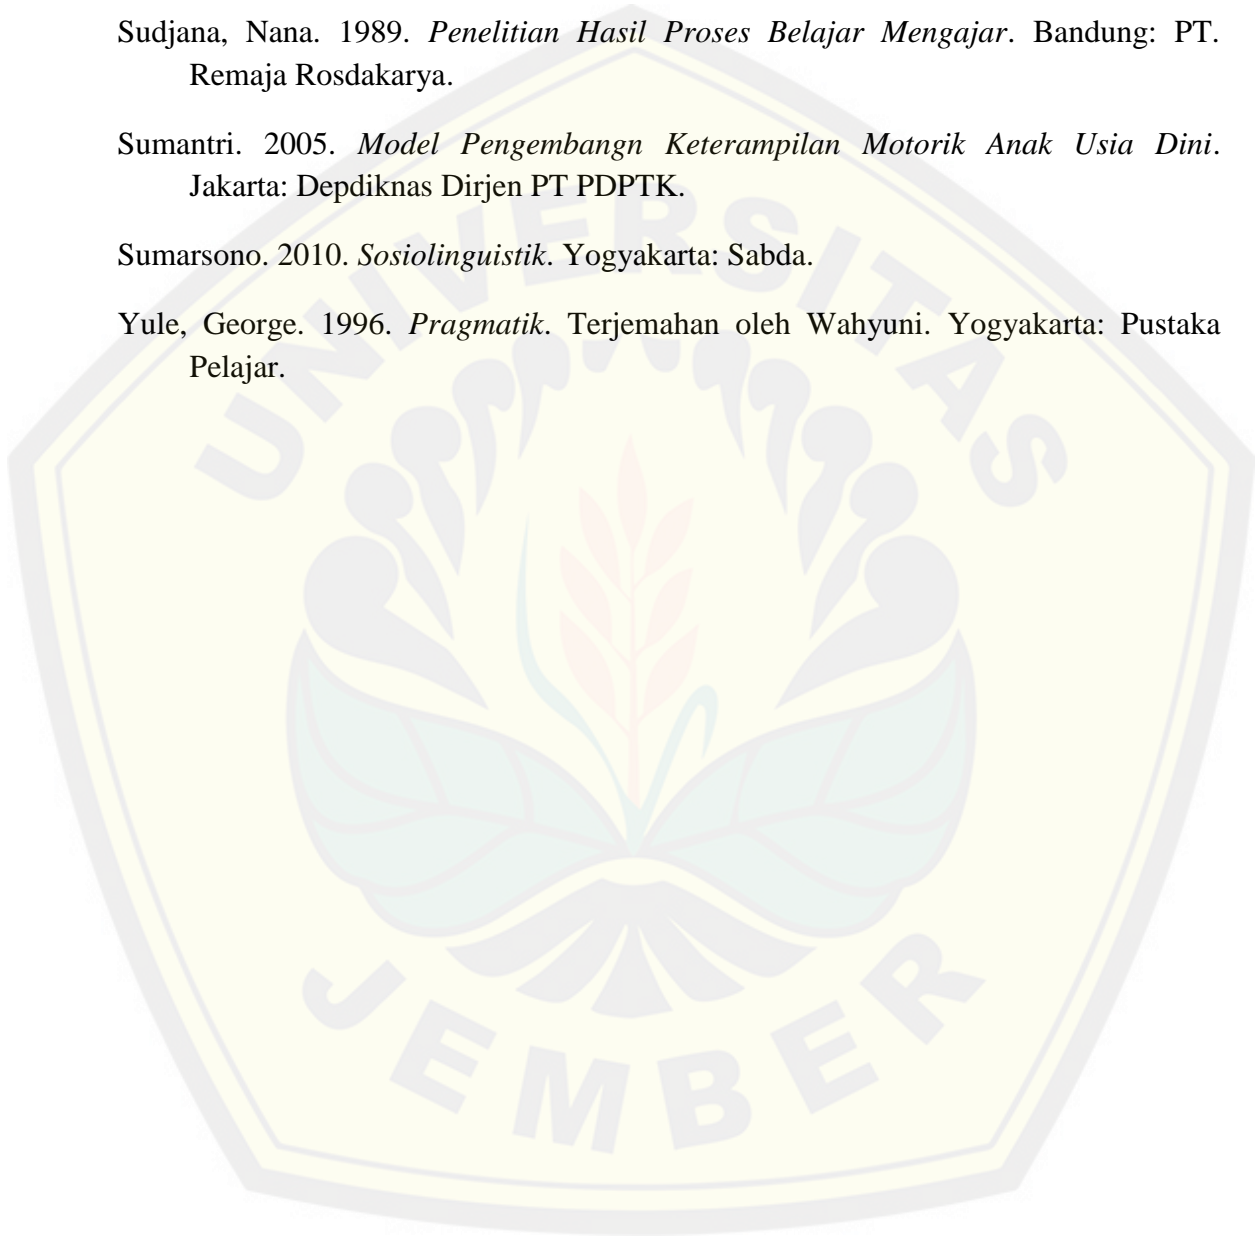 Sudjana, Nana. 1989. Penelitian Hasil Proses Belajar Mengajar. Bandung: PT.
Remaja Rosdakarya.
Sumantri. 2005. Model Pengembangn Keterampilan Motorik Anak Usia Dini.
Jakarta: Depdiknas Dirjen PT PDPTK.
Sumarsono. 2010. Sosiolinguistik. Yogyakarta: Sabda.
Yule, George. 1996. Pragmatik. Terjemahan oleh Wahyuni. Yogyakarta: Pustaka
Pelajar.
UNIVERSITAS
JEMBER